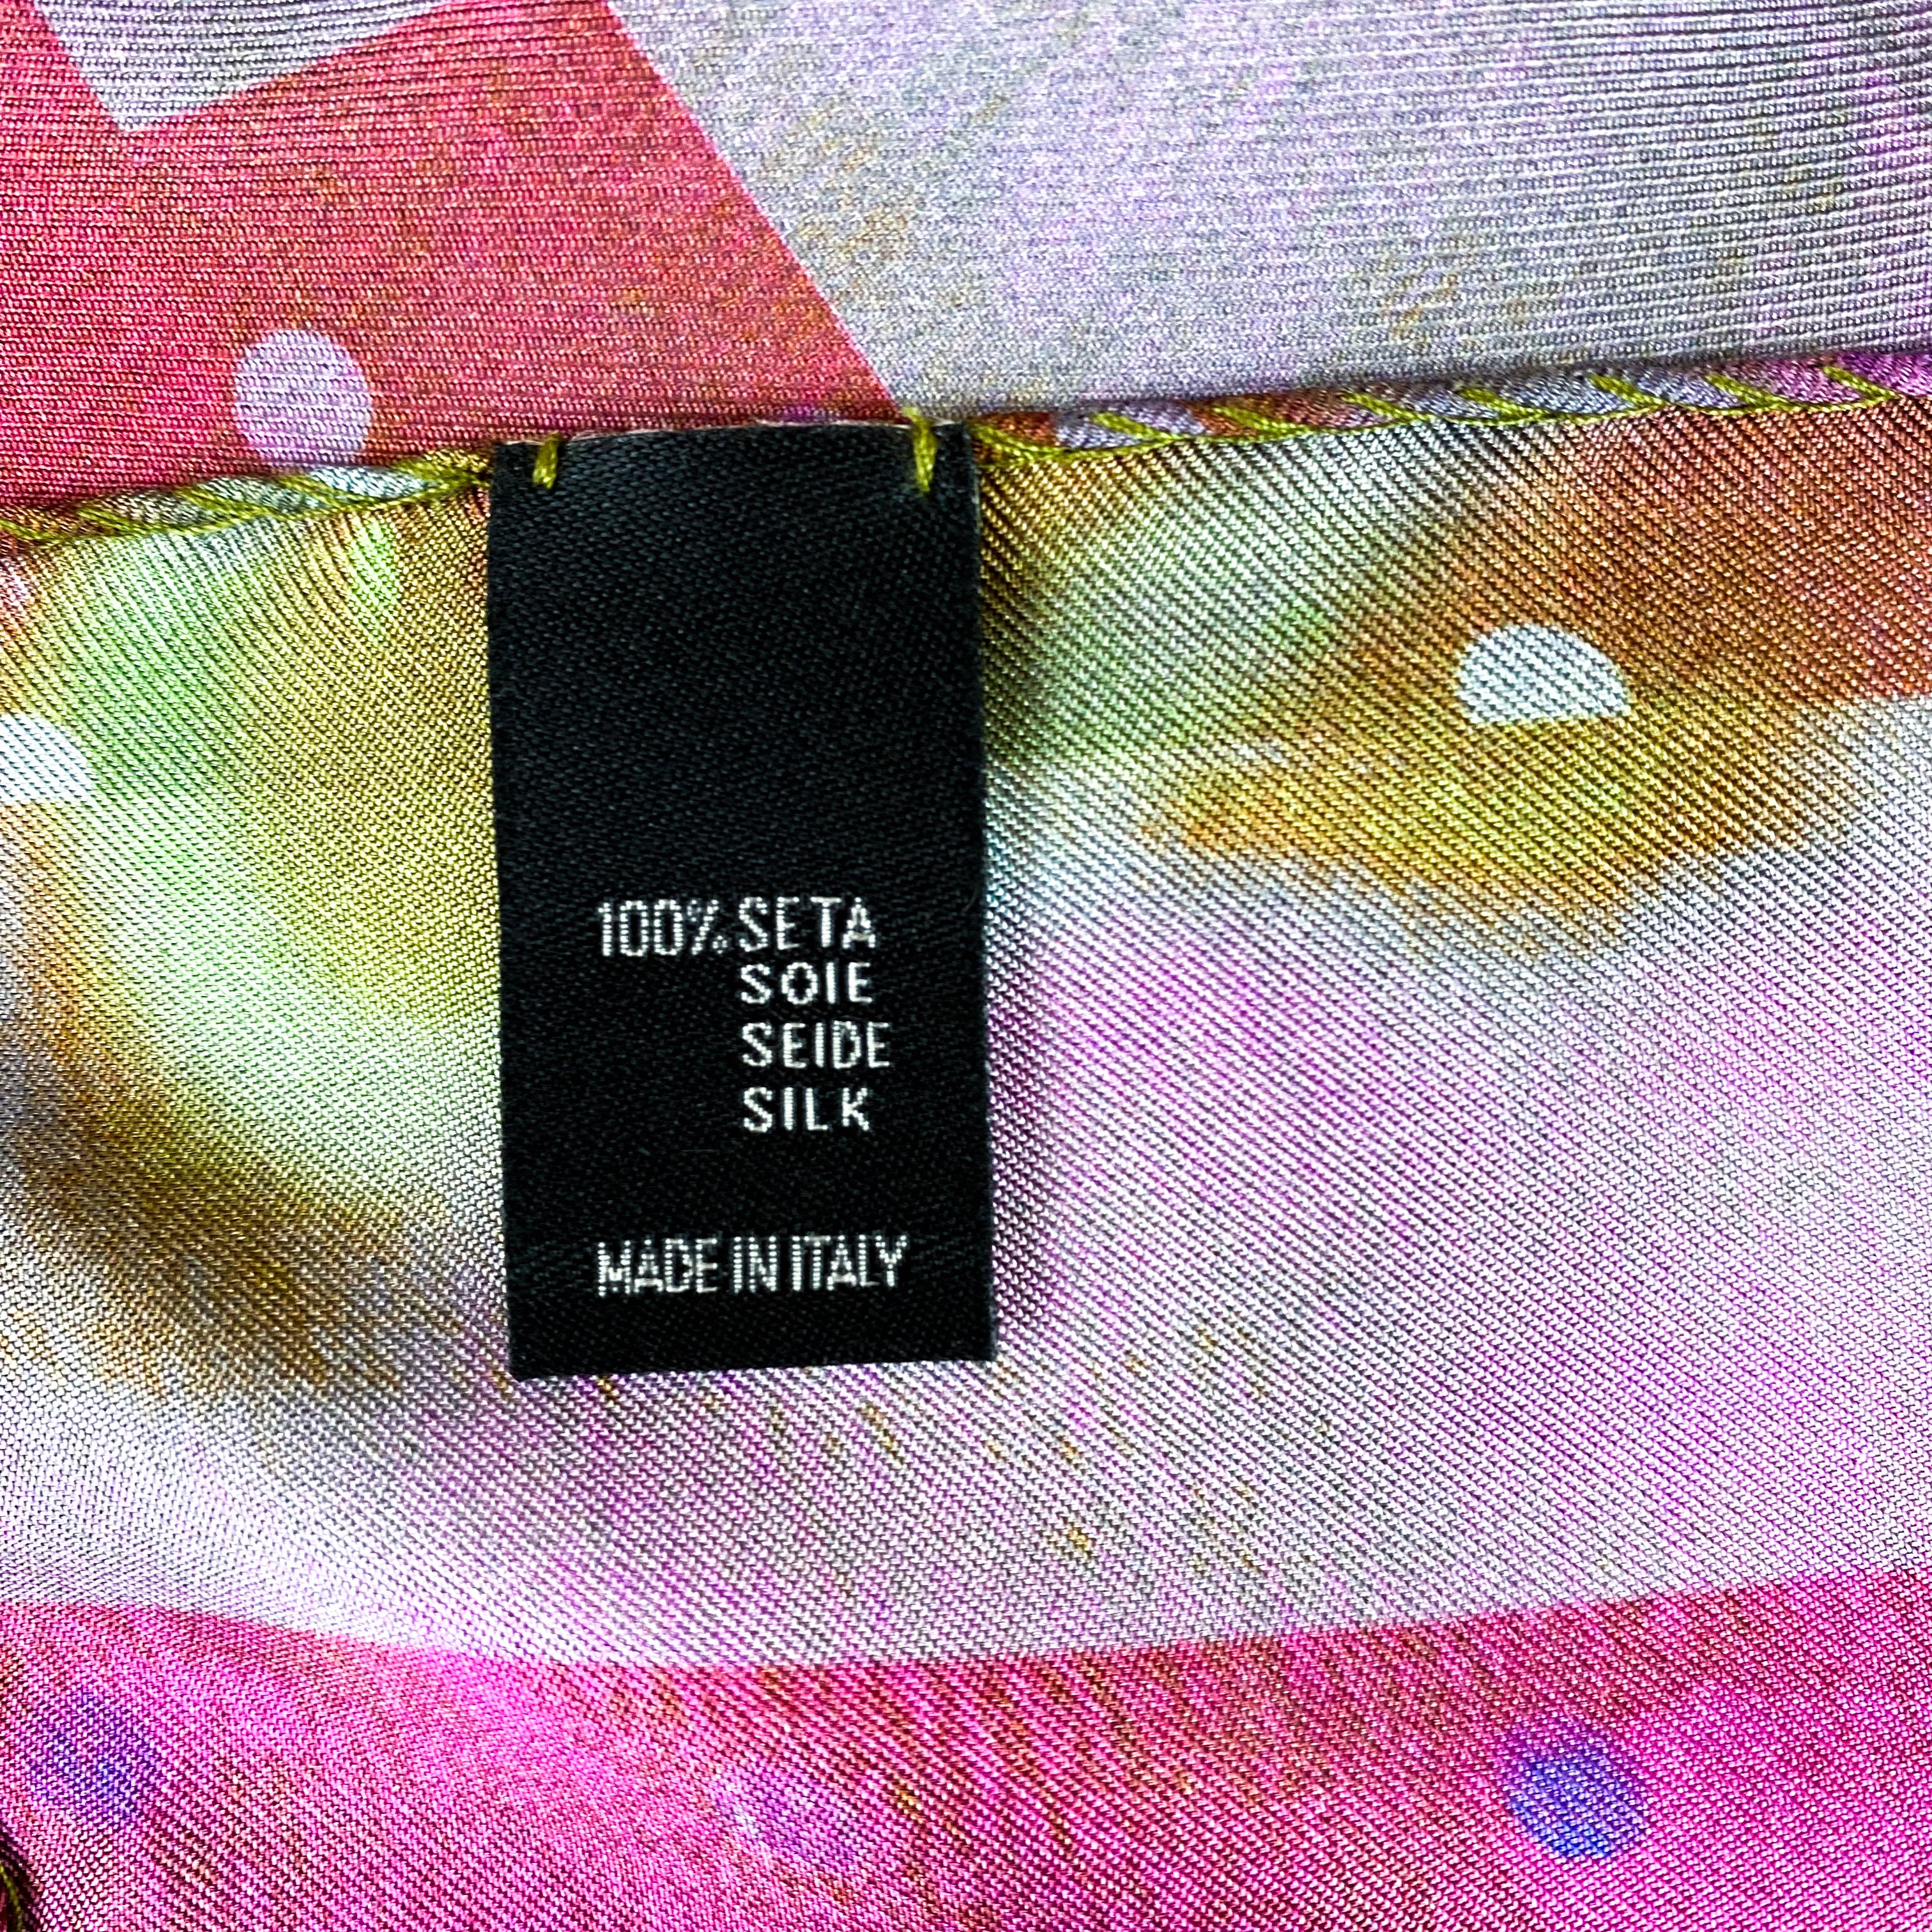 100% SETA
SOIE
SEIDE
SILK
MADE IN ITALY